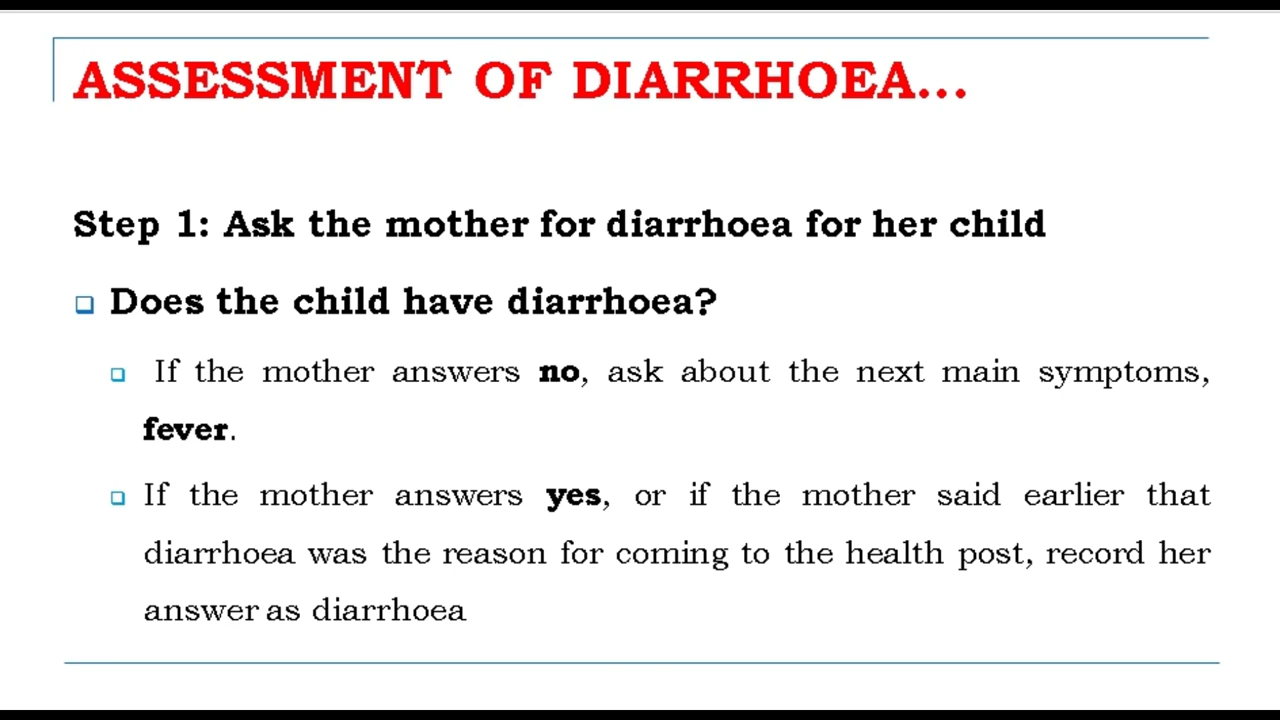 ASSESSMENT OF DIARRHOEA...
Step 1: Ask the mother for diarrhoea for her child
Does the child have diarrhoea?
If the mother answers no, ask about the next main symptoms,
fever.
If the mother answers yes, or if the mother said earlier that
diarrhoea was the reason for coming to the health post, record her
answer as diarrhoea